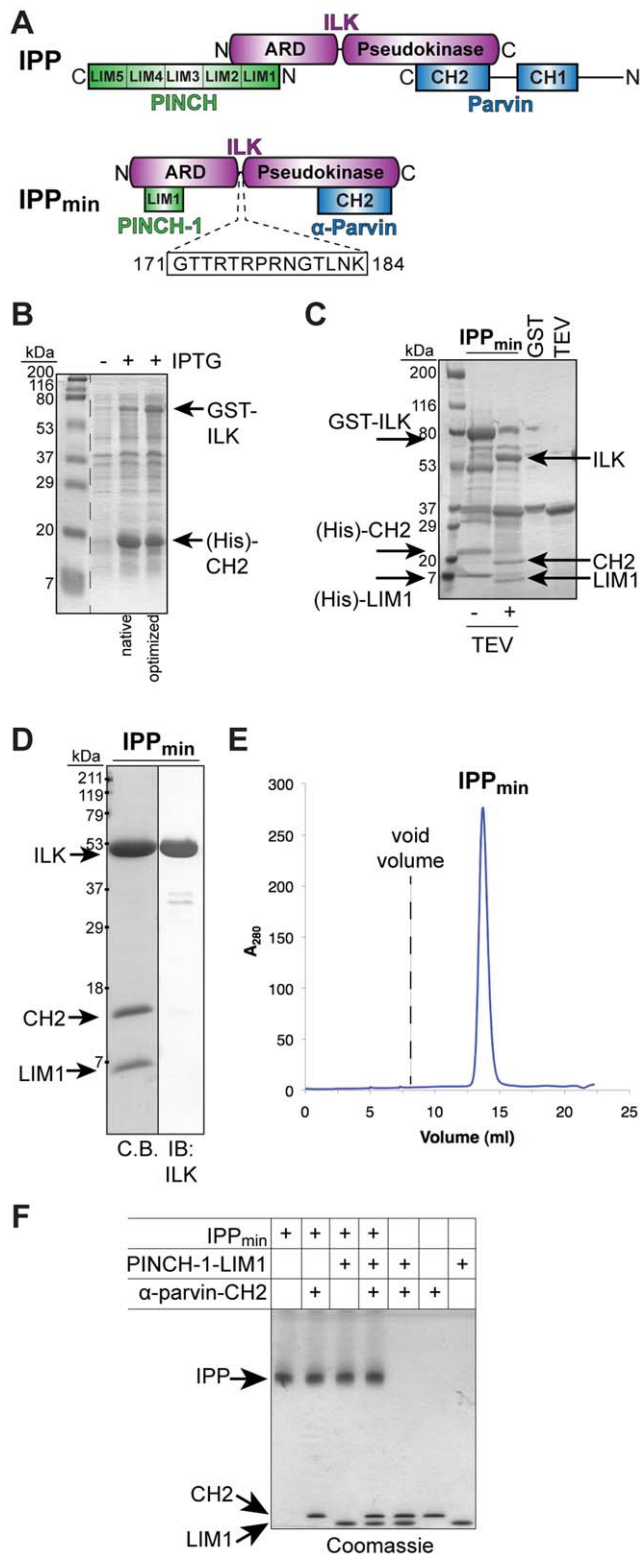 A
ILK
IPP
N ARD Pseudokinase C
C LIM5 LIM4 LIM3 LIM2 LIM1 N
C CH2 CH1 N
PINCH
Parvin
ILK
N ARD Pseudokinase C
IPPmin
LIM1
CH2
PINCH-1
α-Parvin
171 GTTRTRPRNGTLNK 184
B
kDa
- + + IPTG
200
116
80
53
37
29
20
7
GST-
ILK
(His)-
CH2
native
optimized
C
IPPmin
GST
TEV
kDa
200
116
80
53
37
29
20
7
GST-ILK
(His)-CH2
(His)-LIM1
ILK
CH2
LIM1
- +
TEV
D
IPPmin
kDa
211
119
79
53
37
29
18
7
ILK
CH2
LIM1
C.B. IB:
ILK
E
IPPmin
void
volume
A280
300
250
200
150
100
50
0
0 5 10 15 20 25
Volume (ml)
F
IPPmin + + + +
PINCH-1-LIM1 + + + +
α-parvin-CH2 + + + +
IPP
CH2
LIM1
Coomassie